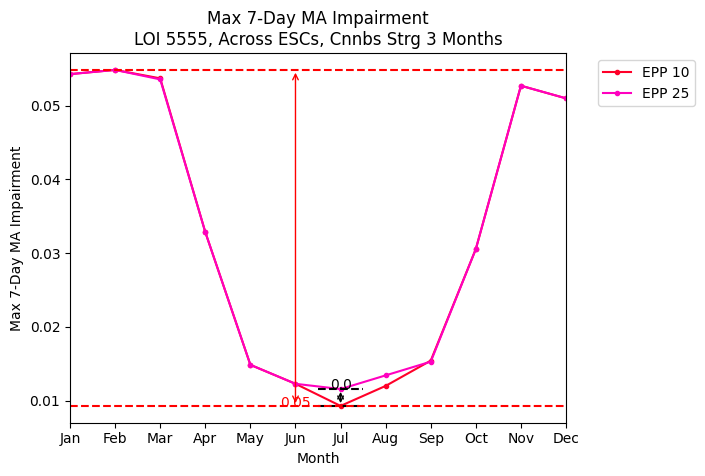 Max 7-Day MA Impairment
LOI 5555, Across ESCs, Cnnbs Strg 3 Months
EPP 10
EPP 25
Max 7-Day MA Impairment
0.05
0.04
0.03
0.02
0.01
0.0
0.05
Jan Feb Mar Apr May Jun Jul Aug Sep Oct Nov Dec
Month